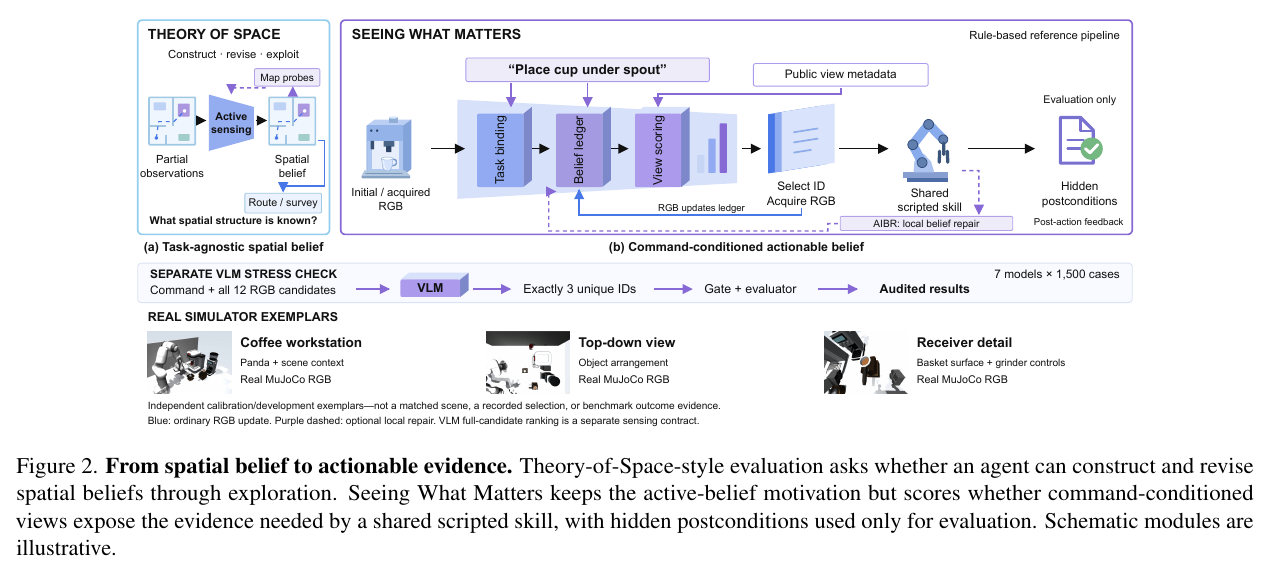 THEORY OF SPACE
Construct · revise · exploit
Map probes
Active
sensing
Partial
observations
Spatial
belief
Route / survey
What spatial structure is known?
(a) Task-agnostic spatial belief
SEEING WHAT MATTERS
Rule-based reference pipeline
“Place cup under spout”
Public view metadata
Evaluation only
Task binding
Belief ledger
View scoring
Initial / acquired
RGB
Select ID
Acquire RGB
RGB updates ledger
Shared
scripted skill
AIBR: local belief repair
Hidden
postconditions
Post-action feedback
(b) Command-conditioned actionable belief
SEPARATE VLM STRESS CHECK
7 models × 1,500 cases
Command + all 12 RGB candidates
VLM
Exactly 3 unique IDs
Gate + evaluator
Audited results
REAL SIMULATOR EXEMPLARS
Coffee workstation
Panda + scene context
Real MuJoCo RGB
Top-down view
Object arrangement
Real MuJoCo RGB
Receiver detail
Basket surface + grinder controls
Real MuJoCo RGB
Independent calibration/development exemplars—not a matched scene, a recorded selection, or benchmark outcome evidence.
Blue: ordinary RGB update. Purple dashed: optional local repair. VLM full-candidate ranking is a separate sensing contract.
Figure 2. From spatial belief to actionable evidence. Theory-of-Space-style evaluation asks whether an agent can construct and revise
spatial beliefs through exploration. Seeing What Matters keeps the active-belief motivation but scores whether command-conditioned
views expose the evidence needed by a shared scripted skill, with hidden postconditions used only for evaluation. Schematic modules are
illustrative.